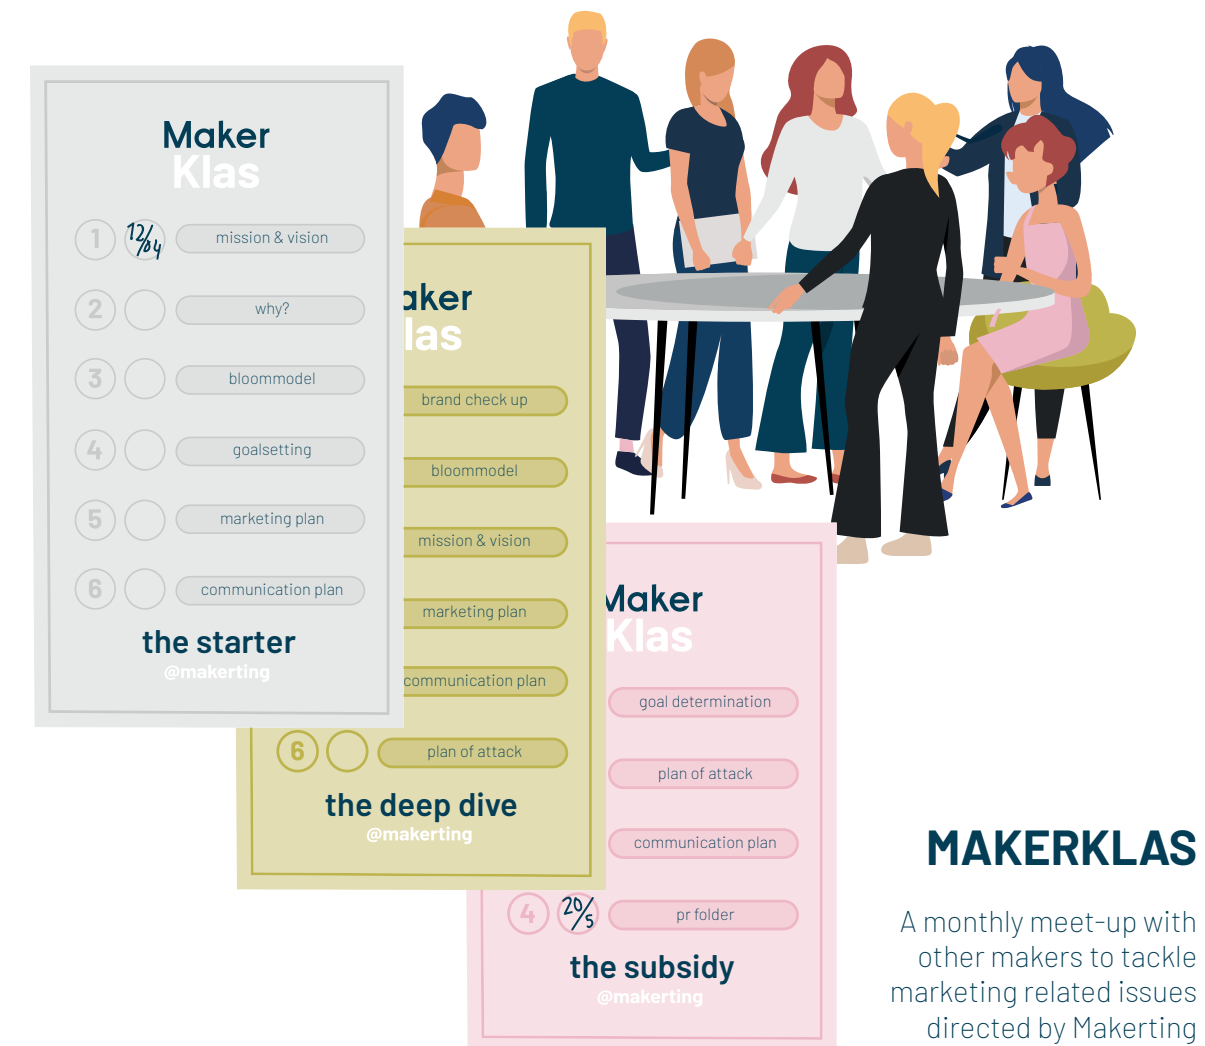 Maker
Klas
1 12/04 mission & vision
2 why?
3 bloommodel
4 goalsetting
5 marketing plan
6 communication plan
the starter
@makerting
aker
las
brand check up
bloommodel
mission & vision
marketing plan
communication plan
6 plan of attack
the deep dive
@makerting
Maker
Klas
goal determination
plan of attack
communication plan
4 20/5 pr folder
the subsidy
@makerting
MAKERKLAS
A monthly meet-up with
other makers to tackle
marketing related issues
directed by Makerting